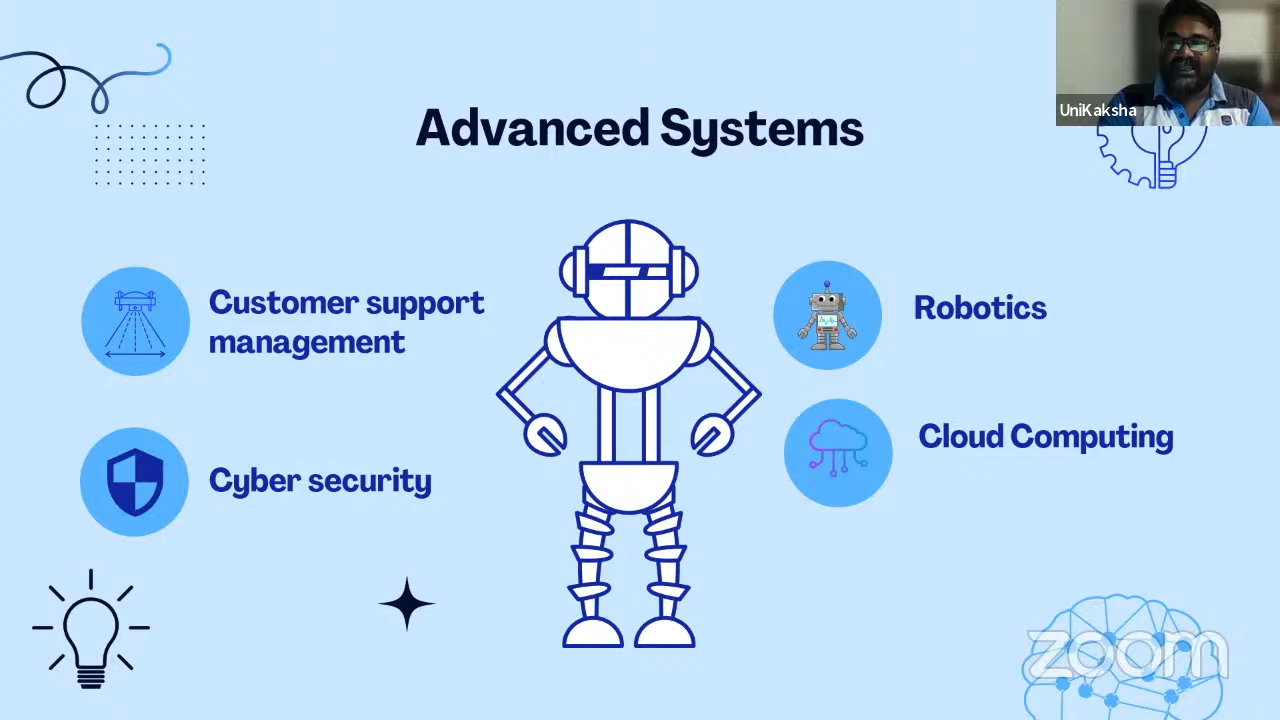 UniKaksha
Advanced Systems
Customer support
management
Robotics
Cyber security
Cloud Computing
zoom